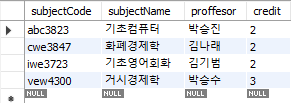 subjectCode subjectName proffesor credit
abc3823 기초컴퓨터 박승진 2
cwe3847 화폐경제학 김나래 2
iwe3723 기초영어회화 김기범 2
vew4300 거시경제학 박승수 3
NULL NULL NULL NULL